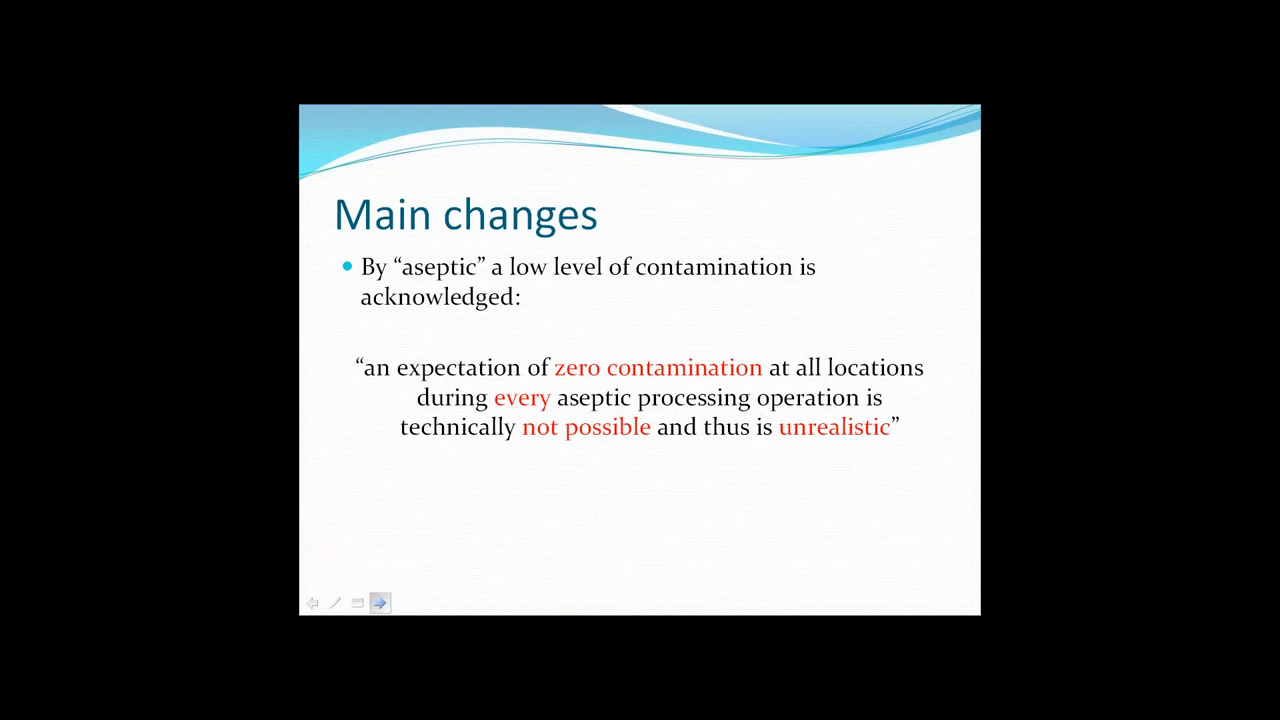 Main changes
By “aseptic” a low level of contamination is
acknowledged:
“an expectation of zero contamination at all locations
during every aseptic processing operation is
technically not possible and thus is unrealistic”